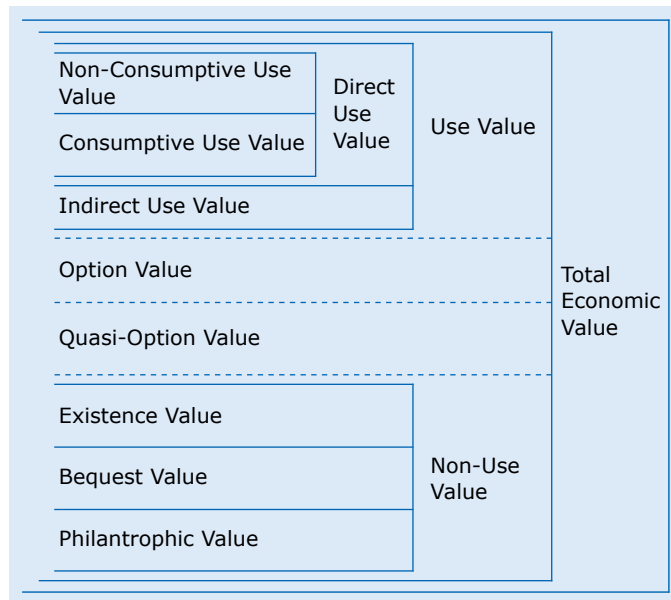 Non-Consumptive Use
Value
Consumptive Use Value
Direct
Use
Value
Use Value
Indirect Use Value
Option Value
Quasi-Option Value
Total
Economic
Value
Existence Value
Bequest Value
Philantrophic Value
Non-Use
Value